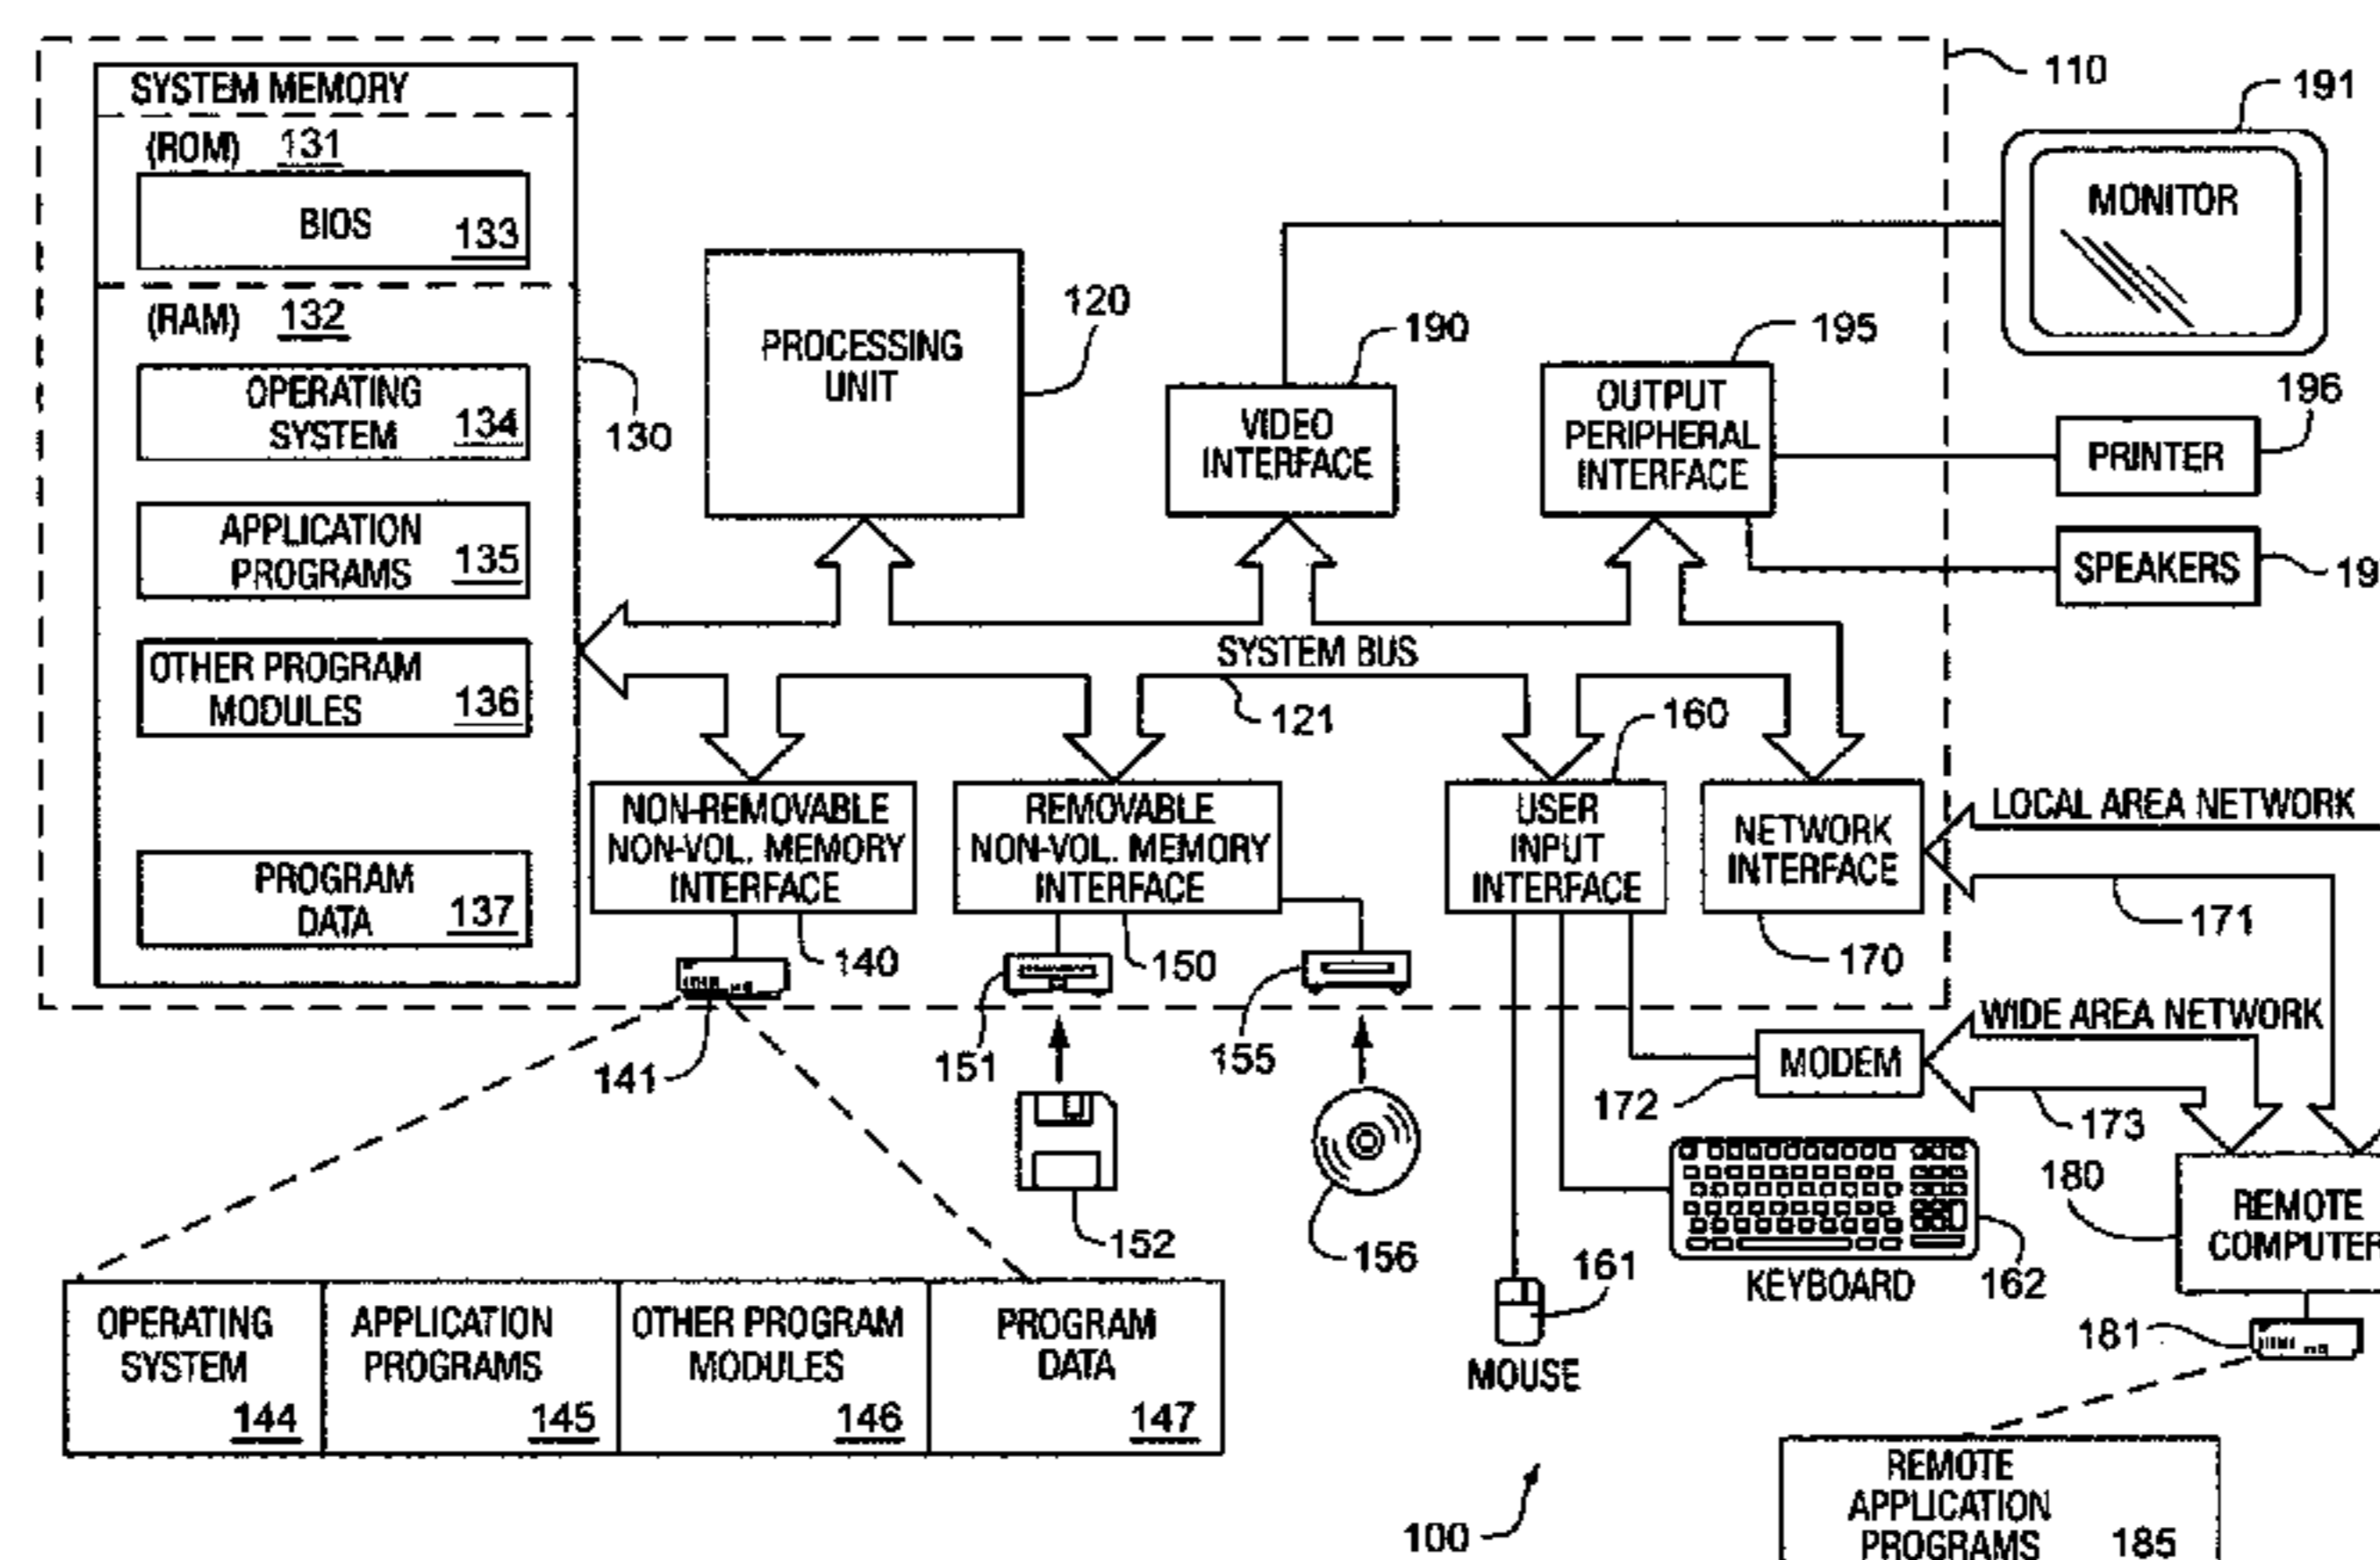 110
191
SYSTEM MEMORY
(ROM) 131
BIOS 133
(RAM) 132
OPERATING
SYSTEM 134
130
APPLICATION
PROGRAMS 135
OTHER PROGRAM
MODULES 136
PROGRAM
DATA 137
PROCESSING
UNIT
120
VIDEO
INTERFACE
190
OUTPUT
PERIPHERAL
INTERFACE
195
MONITOR
196
PRINTER
SPEAKERS
19
SYSTEM BUS
121
160
NON-REMOVABLE
NON-VOL. MEMORY
INTERFACE
140
REMOVABLE
NON-VOL. MEMORY
INTERFACE
150
USER
INPUT
INTERFACE
NETWORK
INTERFACE
170
LOCAL AREA NETWORK
171
WIDE AREA NETWORK
173
141
151
155
MODEM
172
152
156
161
MOUSE
KEYBOARD
162
180
REMOTE
COMPUTER
181
OPERATING
SYSTEM
144
APPLICATION
PROGRAMS
145
OTHER PROGRAM
MODULES
146
PROGRAM
DATA
147
100
REMOTE
APPLICATION
PROGRAMS 185